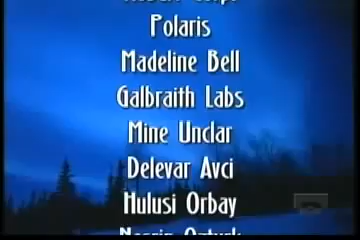 Polaris
Madeline Bell
Galbraith Labs
Mine Unclar
Delevar Avci
Hulusi Orbay